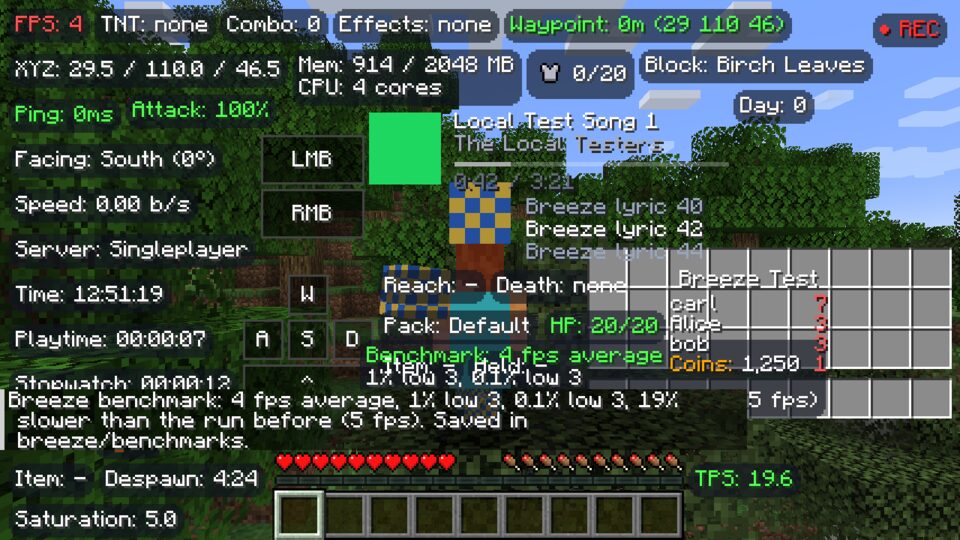 FPS: 4 TNT: none Combo: 0 Effects: none Waypoint: 0m (29 110 46) REC
XYZ: 29.5 / 110.0 / 46.5 Mem: 914 / 2048 MB 0/20 Block: Birch Leaves
CPU: 4 cores
Day: 0
Ping: 0ms Attack: 100%
Local Test Song 1
The Local Testers
Facing: South (0°) LMB
0:42 / 3:21
Speed: 0.00 b/s RMB
Breeze lyric 40
Breeze lyric 42
Breeze lyric 44
Server: Singleplayer
Reach: - Death: none Breeze Test
Time: 12:51:19 W
carl 7
Alice 3
bob 3
Coins: 1,250 1
Pack: Default HP: 20/20
Playtime: 00:00:07 A S D
Benchmark: 4 fps average
1% low 3, 0.1% low 3
Stopwatch: 00:00:12 ^
Breeze benchmark: 4 fps average, 1% low 3, 0.1% low 3, 19%
slower than the run before (5 fps). Saved in
breeze/benchmarks.
5 fps)
Item: - Despawn: 4:24 TPS: 19.6
Saturation: 5.0